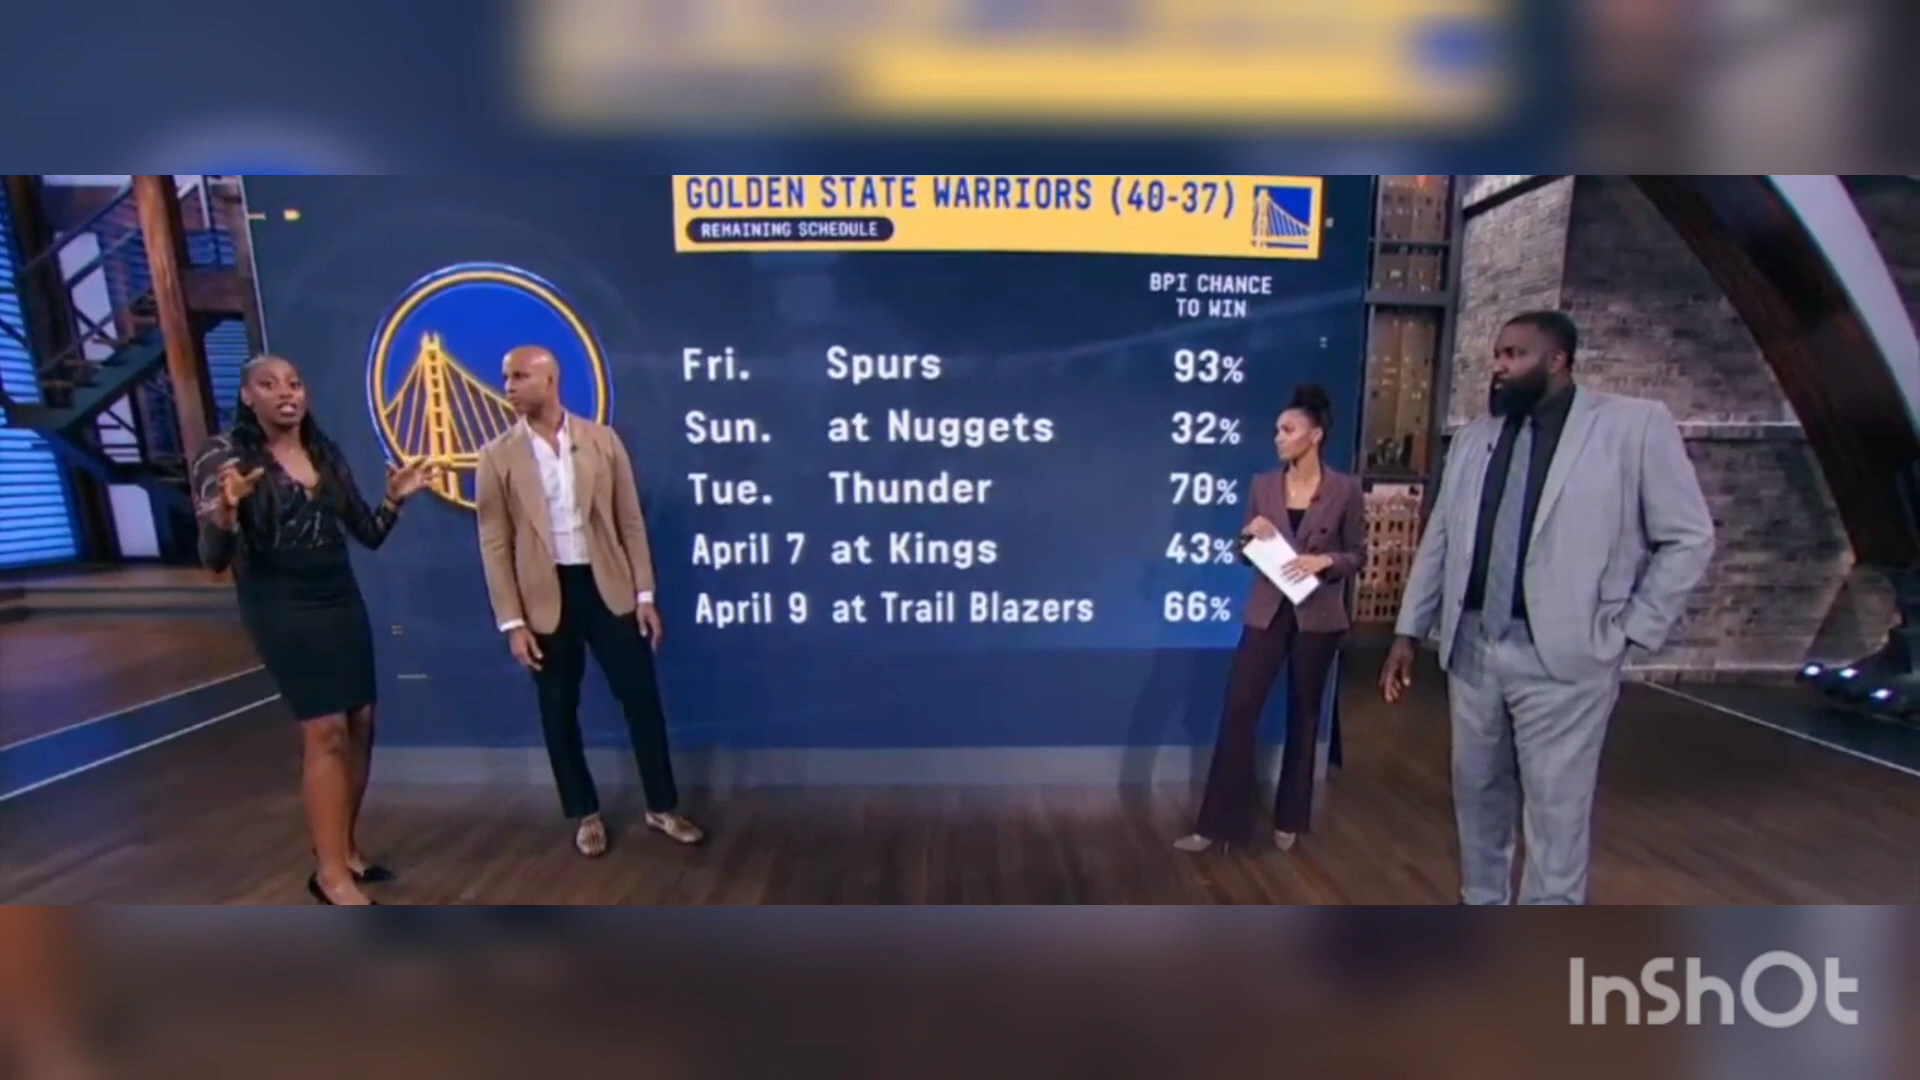 GOLDEN STATE WARRIORS (40-37)
REMAINING SCHEDULE
BPI CHANCE
TO WIN
Fri. Spurs 93%
Sun. at Nuggets 32%
Tue. Thunder 70%
April 7 at Kings 43%
April 9 at Trail Blazers 66%
InShOt